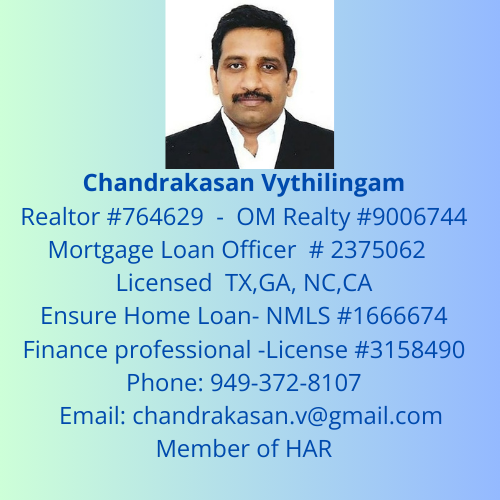 Chandrakasan Vythilingam
Realtor #764629 - OM Realty #9006744
Mortgage Loan Officer # 2375062
Licensed TX,GA, NC,CA
Ensure Home Loan- NMLS #1666674
Finance professional -License #3158490
Phone: 949-372-8107
Email: chandrakasan.v@gmail.com
Member of HAR